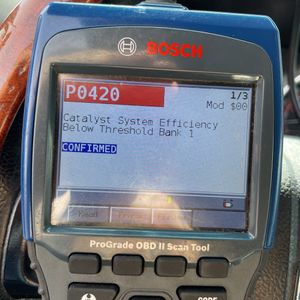 BOSCH
P0420
1/3
Mod $00
Catalyst System Efficiency
Below Threshold Bank 1
CONFIRMED
ProGrade OBD II Scan Tool
CODE